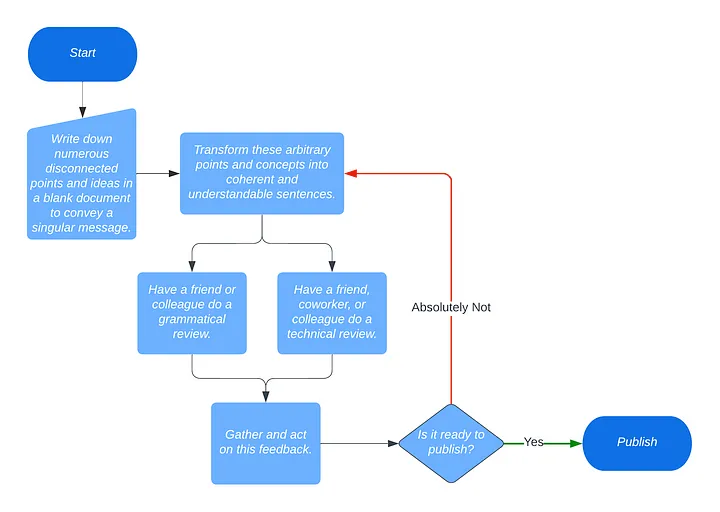 Start
Write down
numerous
disconnected
points and ideas in
a blank document
to convey a
singular message.
Transform these arbitrary
points and concepts into
coherent and
understandable sentences.
Have a friend or
colleague do a
grammatical
review.
Have a friend,
coworker, or
colleague do a
technical review.
Absolutely Not
Gather and act
on this feedback.
Is it ready to
publish?
Yes
Publish